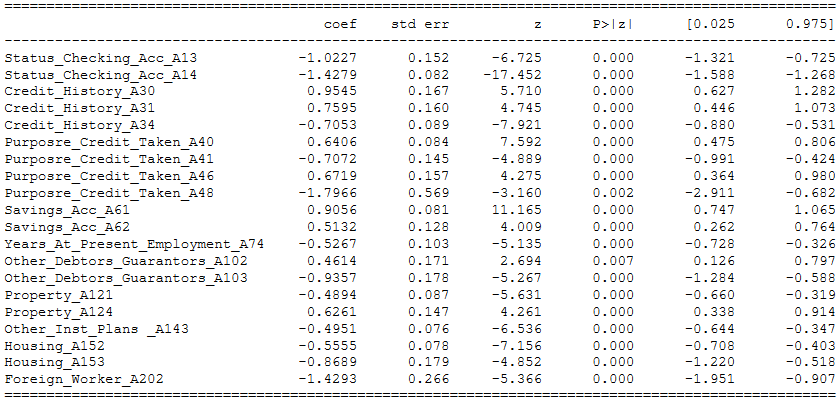 coef std err z P>|z| [0.025 0.975]
Status_Checking_Acc_A13 -1.0227 0.152 -6.725 0.000 -1.321 -0.725
Status_Checking_Acc_A14 -1.4279 0.082 -17.452 0.000 -1.588 -1.268
Credit_History_A30 0.9545 0.167 5.710 0.000 0.627 1.282
Credit_History_A31 0.7595 0.160 4.745 0.000 0.446 1.073
Credit_History_A34 -0.7053 0.089 -7.921 0.000 -0.880 -0.531
Purposre_Credit_Taken_A40 0.6406 0.084 7.592 0.000 0.475 0.806
Purposre_Credit_Taken_A41 -0.7072 0.145 -4.889 0.000 -0.991 -0.424
Purposre_Credit_Taken_A46 0.6719 0.157 4.275 0.000 0.364 0.980
Purposre_Credit_Taken_A48 -1.7966 0.569 -3.160 0.002 -2.911 -0.682
Savings_Acc_A61 0.9056 0.081 11.165 0.000 0.747 1.065
Savings_Acc_A62 0.5132 0.128 4.009 0.000 0.262 0.764
Years_At_Present_Employment_A74 -0.5267 0.103 -5.135 0.000 -0.728 -0.326
Other_Debtors_Guarantors_A102 0.4614 0.171 2.694 0.007 0.126 0.797
Other_Debtors_Guarantors_A103 -0.9357 0.178 -5.267 0.000 -1.284 -0.588
Property_A121 -0.4894 0.087 -5.631 0.000 -0.660 -0.319
Property_A124 0.6261 0.147 4.261 0.000 0.338 0.914
Other_Inst_Plans _A143 -0.4951 0.076 -6.536 0.000 -0.644 -0.347
Housing_A152 -0.5555 0.078 -7.156 0.000 -0.708 -0.403
Housing_A153 -0.8689 0.179 -4.852 0.000 -1.220 -0.518
Foreign_Worker_A202 -1.4293 0.266 -5.366 0.000 -1.951 -0.907